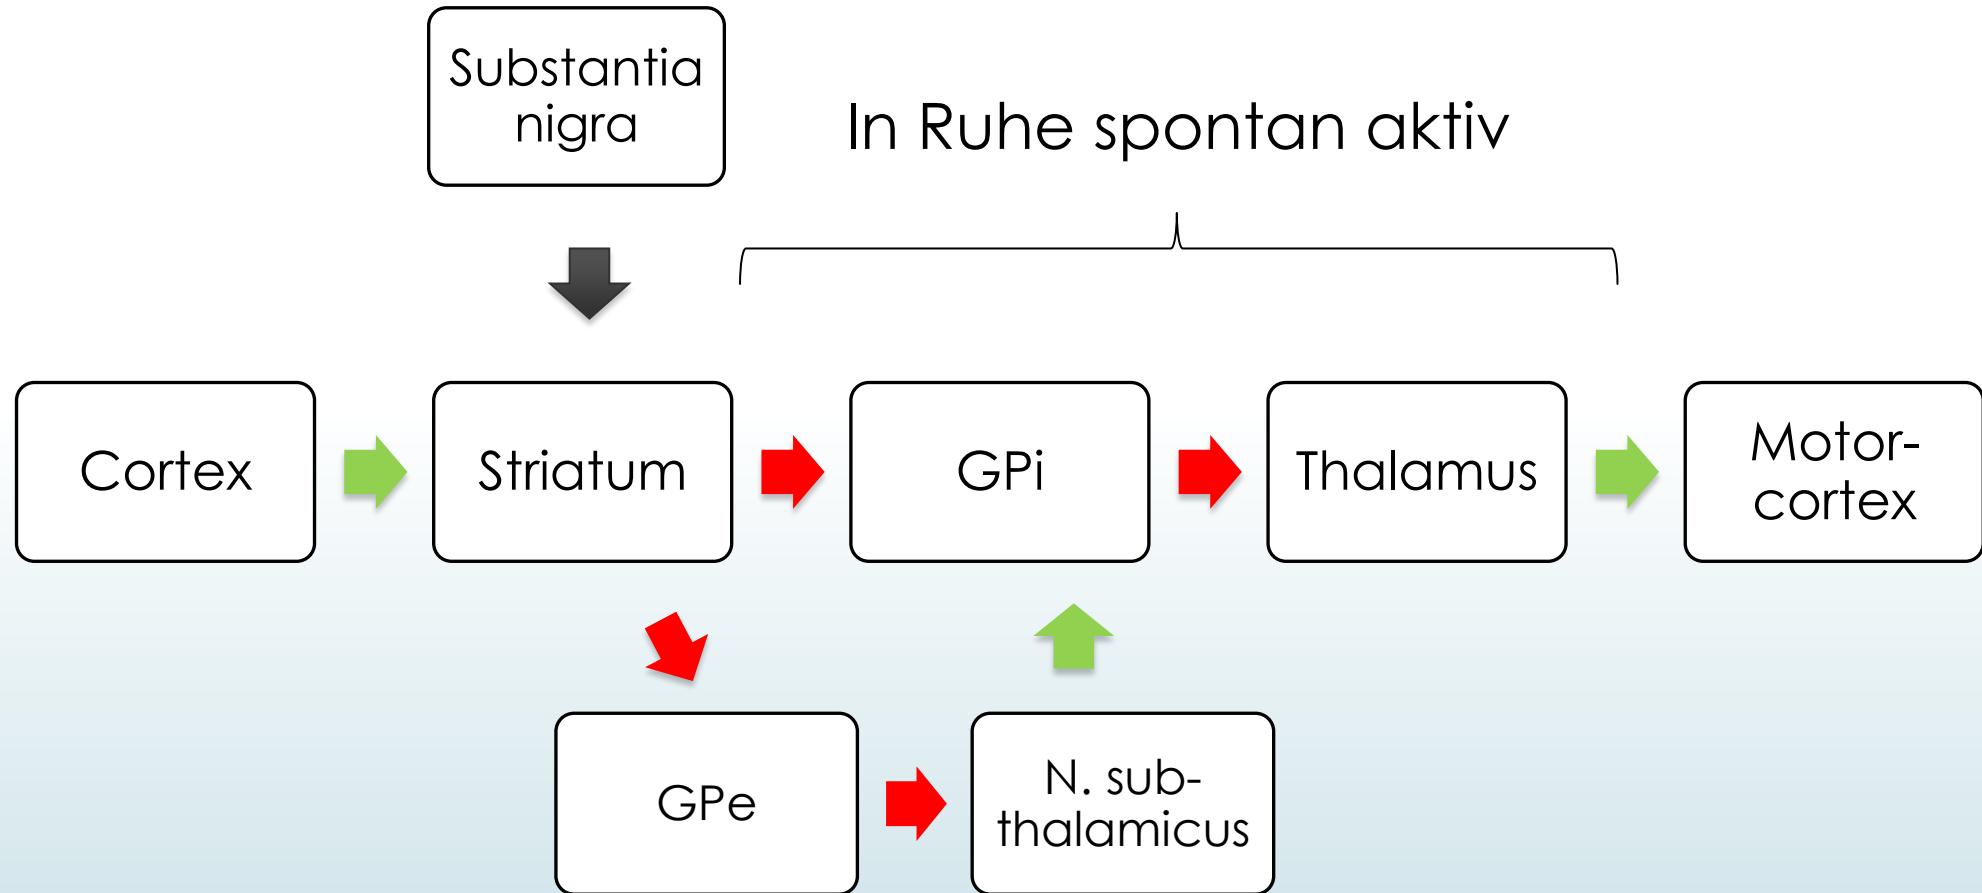 Substantia
nigra
In Ruhe spontan aktiv
Cortex
Striatum
GPi
Thalamus
Motor-
cortex
GPe
N. sub-
thalamicus